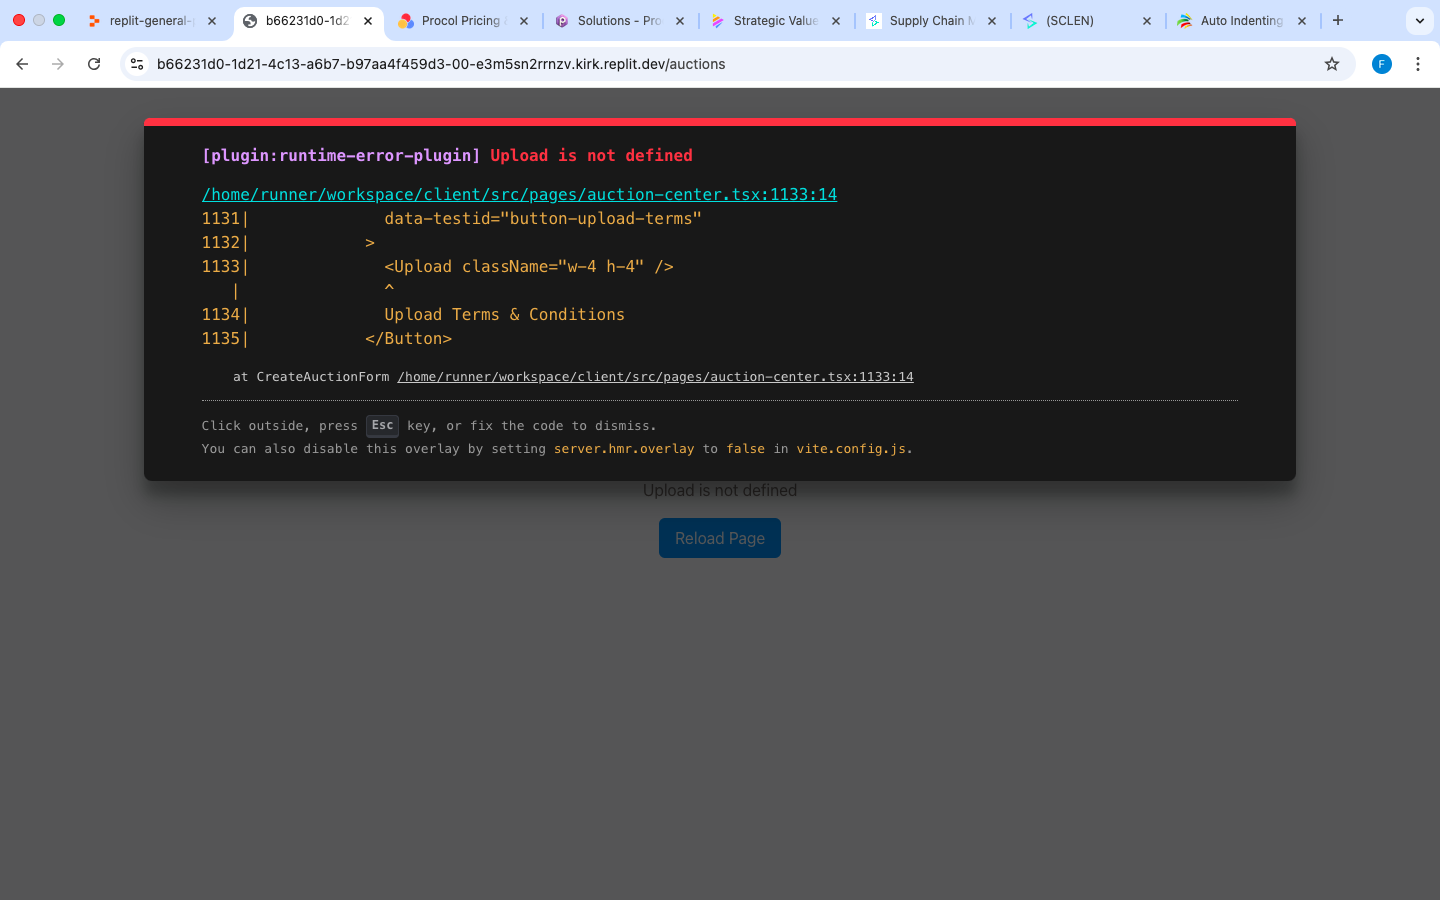 replit-general-
b66231d0-1d2
Procol Pricing
Solutions - Pro
Strategic Value
Supply Chain M
(SCLEN)
Auto Indenting
b66231d0-1d21-4c13-a6b7-b97aa4f459d3-00-e3m5sn2rrnzv.kirk.replit.dev/auctions
F
[plugin:runtime-error-plugin] Upload is not defined
/home/runner/workspace/client/src/pages/auction-center.tsx:1133:14
1131|              data-testid="button-upload-terms"
1132|            >
1133|              <Upload className="w-4 h-4" />
|              ^
1134|              Upload Terms & Conditions
1135|            </Button>
at CreateAuctionForm /home/runner/workspace/client/src/pages/auction-center.tsx:1133:14
Click outside, press Esc key, or fix the code to dismiss.
You can also disable this overlay by setting server.hmr.overlay to false in vite.config.js.
Upload is not defined
Reload Page